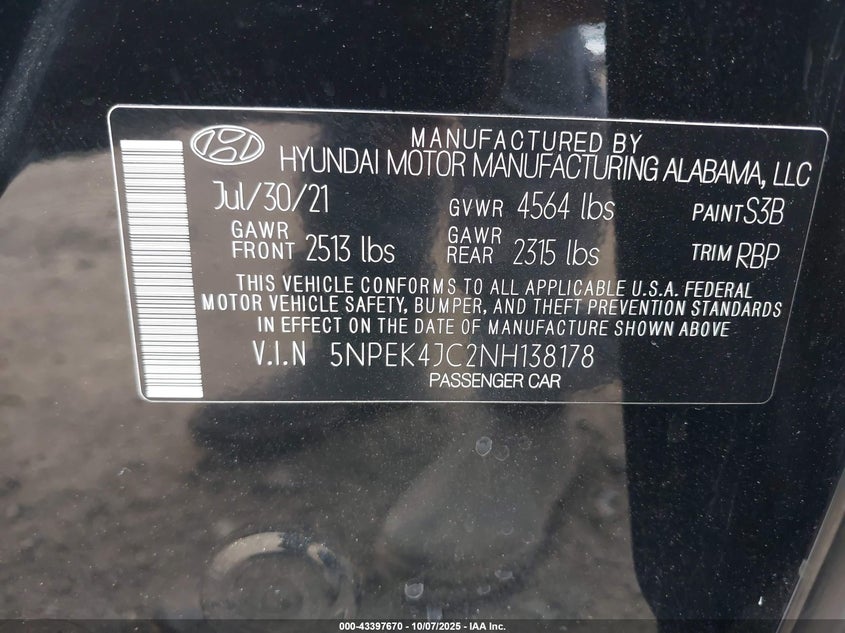 MANUFACTURED BY
HYUNDAI MOTOR MANUFACTURING ALABAMA, LLC
Jul/30/21 GVWR 4564 lbs PAINT S3B
GAWR FRONT 2513 lbs GAWR REAR 2315 lbs TRIM RBP
THIS VEHICLE CONFORMS TO ALL APPLICABLE U.S.A. FEDERAL
MOTOR VEHICLE SAFETY, BUMPER, AND THEFT PREVENTION STANDARDS
IN EFFECT ON THE DATE OF MANUFACTURE SHOWN ABOVE
V.I.N 5NPEK4JC2NH138178
PASSENGER CAR
000-43397670 - 10/07/2025 - IAA Inc.